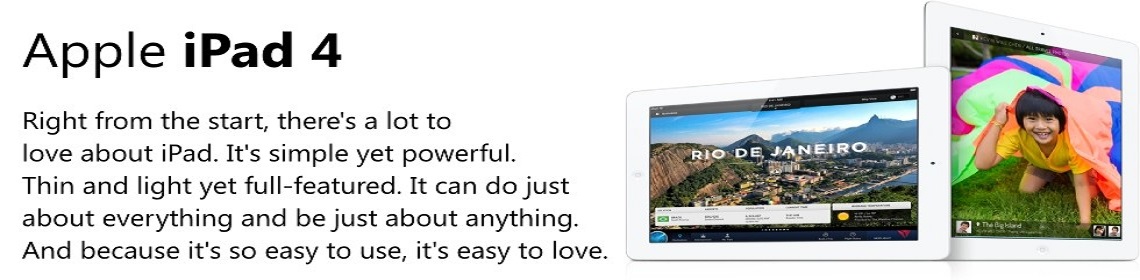 Apple iPad 4
Right from the start, there's a lot to
love about iPad. It's simple yet powerful.
Thin and light yet full-featured. It can do just
about everything and be just about anything.
And because it's so easy to use, it's easy to love.
RIO DE JANEIRO
The Big Island